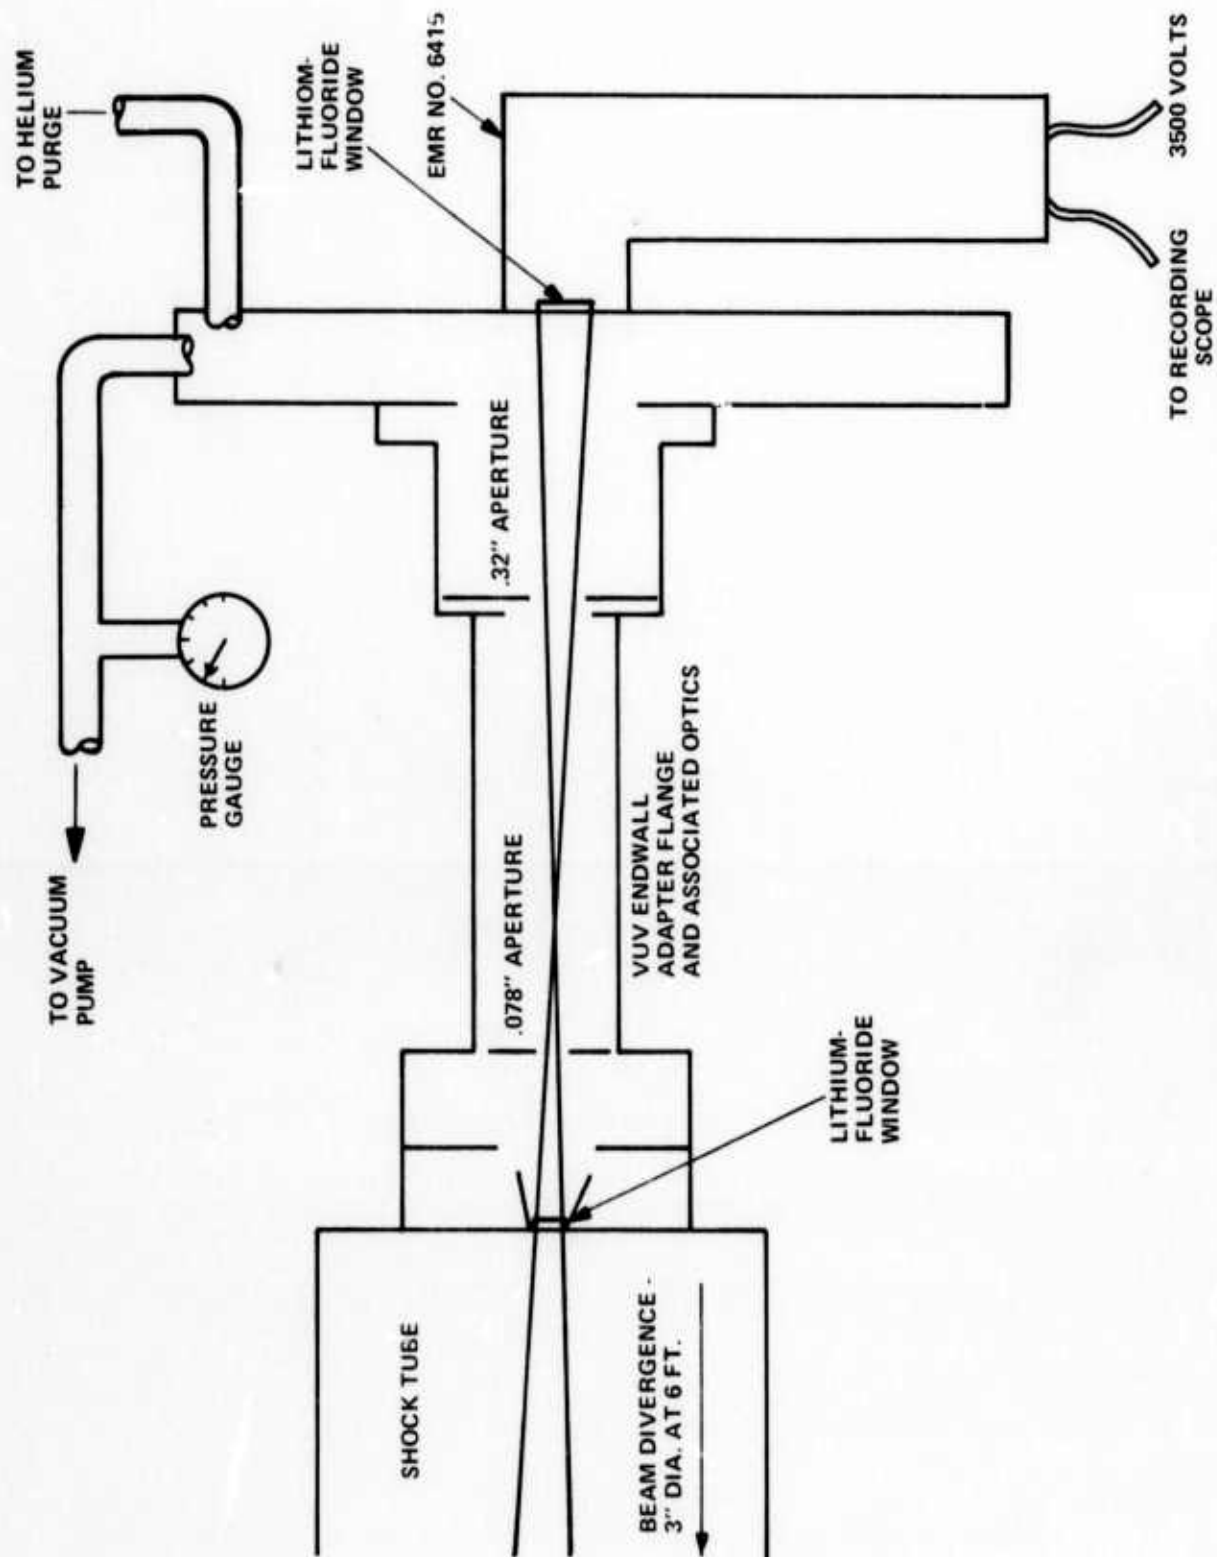 TO HELIUM
PURGE
LITHIOM-
FLUORIDE
WINDOW
EMR NO. 6415
3500 VOLTS
TO RECORDING
SCOPE
.32" APERTURE
PRESSURE
GAUGE
TO VACUUM
PUMP
.078" APERTURE
VUV ENDWALL
ADAPTER FLANGE
AND ASSOCIATED OPTICS
LITHIUM-
FLUORIDE
WINDOW
SHOCK TUBE
BEAM DIVERGENCE -
3" DIA. AT 6 FT.